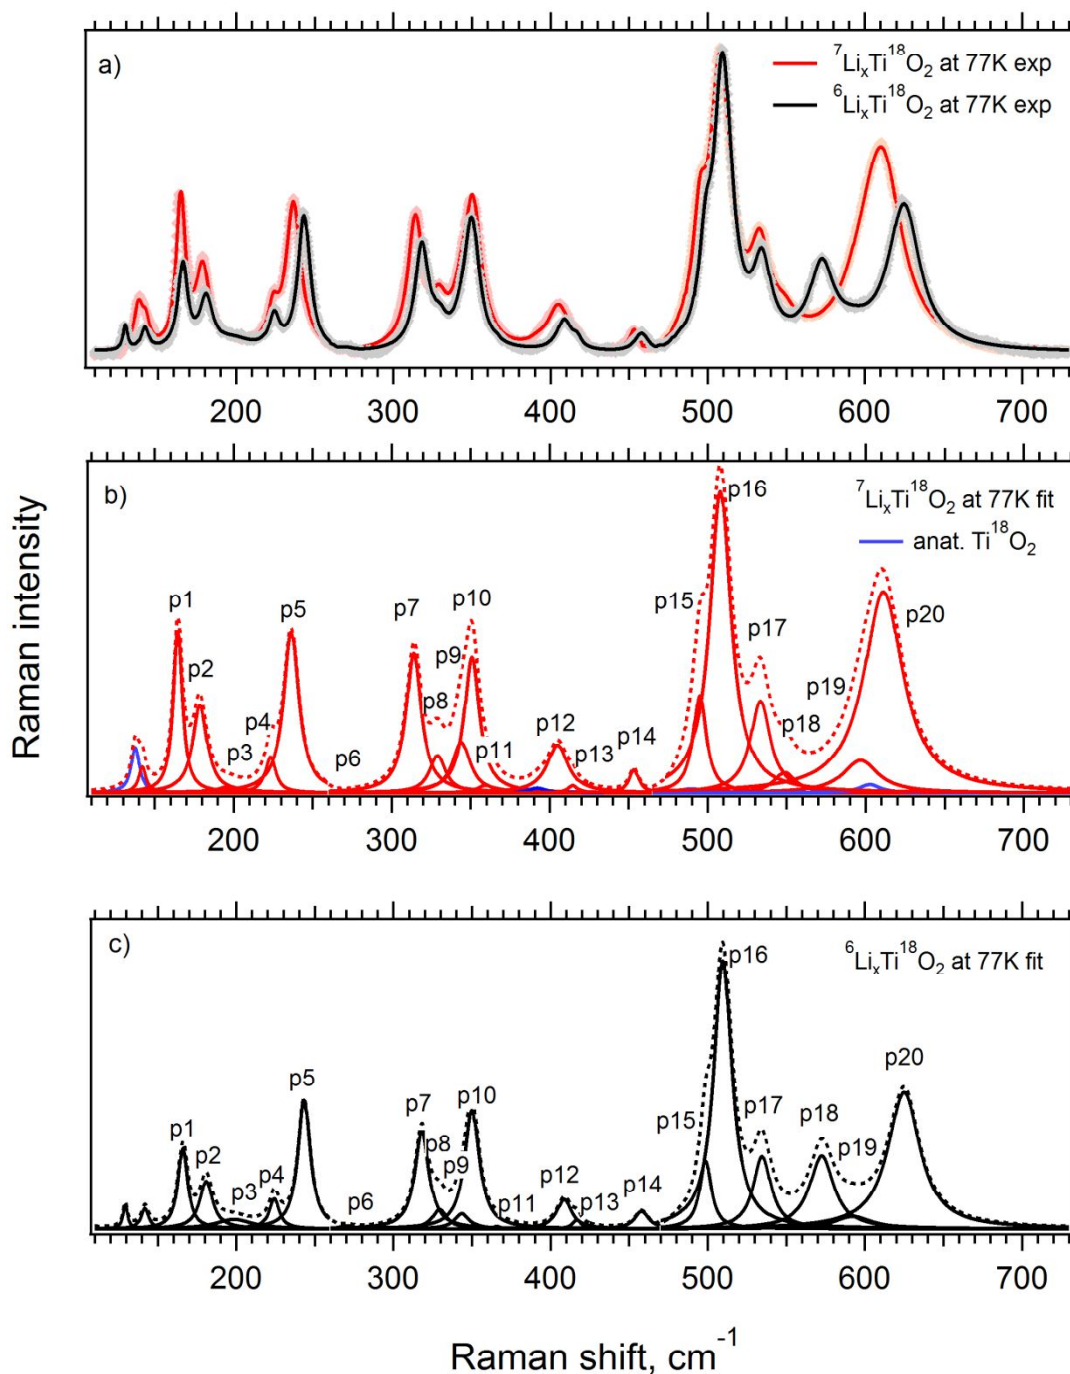 a)
⁷LiₓTi¹⁸O₂ at 77K exp
⁶LiₓTi¹⁸O₂ at 77K exp
200 300 400 500 600 700
Raman intensity
b)
⁷LiₓTi¹⁸O₂ at 77K fit
anat. Ti¹⁸O₂
p1 p2 p3 p4 p5 p6 p7 p8 p9 p10 p11 p12 p13 p14 p15 p16 p17 p18 p19 p20
200 300 400 500 600 700
c)
⁶LiₓTi¹⁸O₂ at 77K fit
p1 p2 p3 p4 p5 p6 p7 p8 p9 p10 p11 p12 p13 p14 p15 p16 p17 p18 p19 p20
200 300 400 500 600 700
Raman shift, cm⁻¹